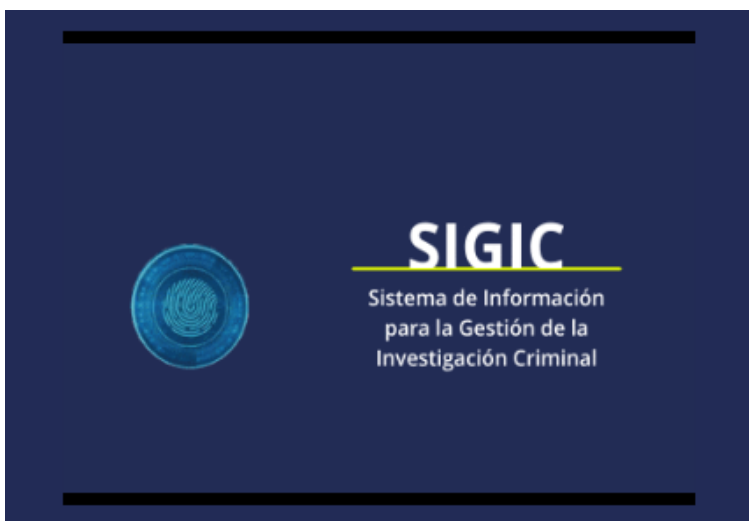 SIGIC
Sistema de Información
para la Gestión de la
Investigación Criminal